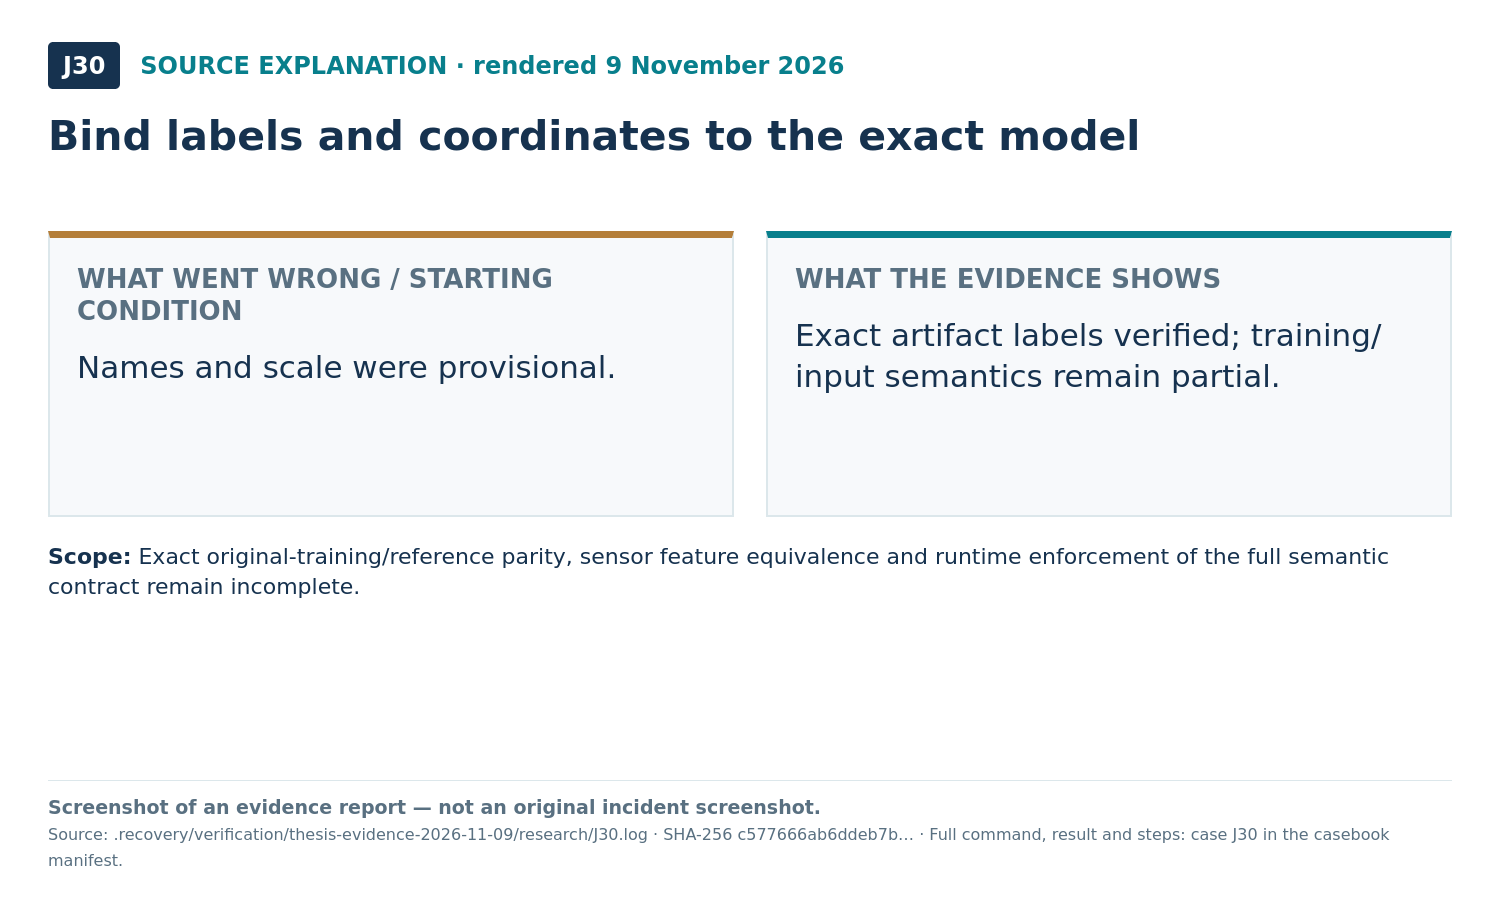 J30
SOURCE EXPLANATION · rendered 9 November 2026
Bind labels and coordinates to the exact model
WHAT WENT WRONG / STARTING
CONDITION
Names and scale were provisional.
WHAT THE EVIDENCE SHOWS
Exact artifact labels verified; training/
input semantics remain partial.
Scope: Exact original-training/reference parity, sensor feature equivalence and runtime enforcement of the full semantic
contract remain incomplete.
Screenshot of an evidence report — not an original incident screenshot.
Source: .recovery/verification/thesis-evidence-2026-11-09/research/J30.log · SHA-256 c577666ab6ddeb7b… · Full command, result and steps: case J30 in the casebook
manifest.